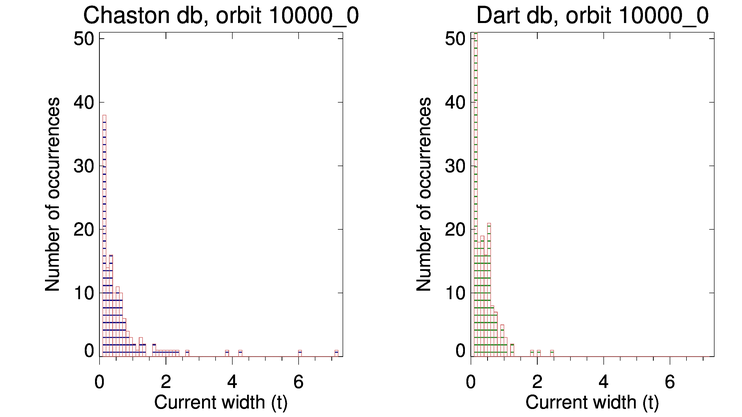 Chaston db, orbit 10000_0
Number of occurrences
50
40
30
20
10
0
0 2 4 6
Current width (t)
Dart db, orbit 10000_0
Number of occurrences
50
40
30
20
10
0
0 2 4 6
Current width (t)